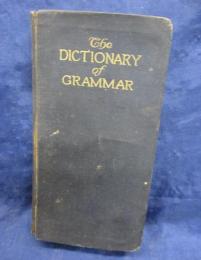 The
DICTIONARY
of
GRAMMAR